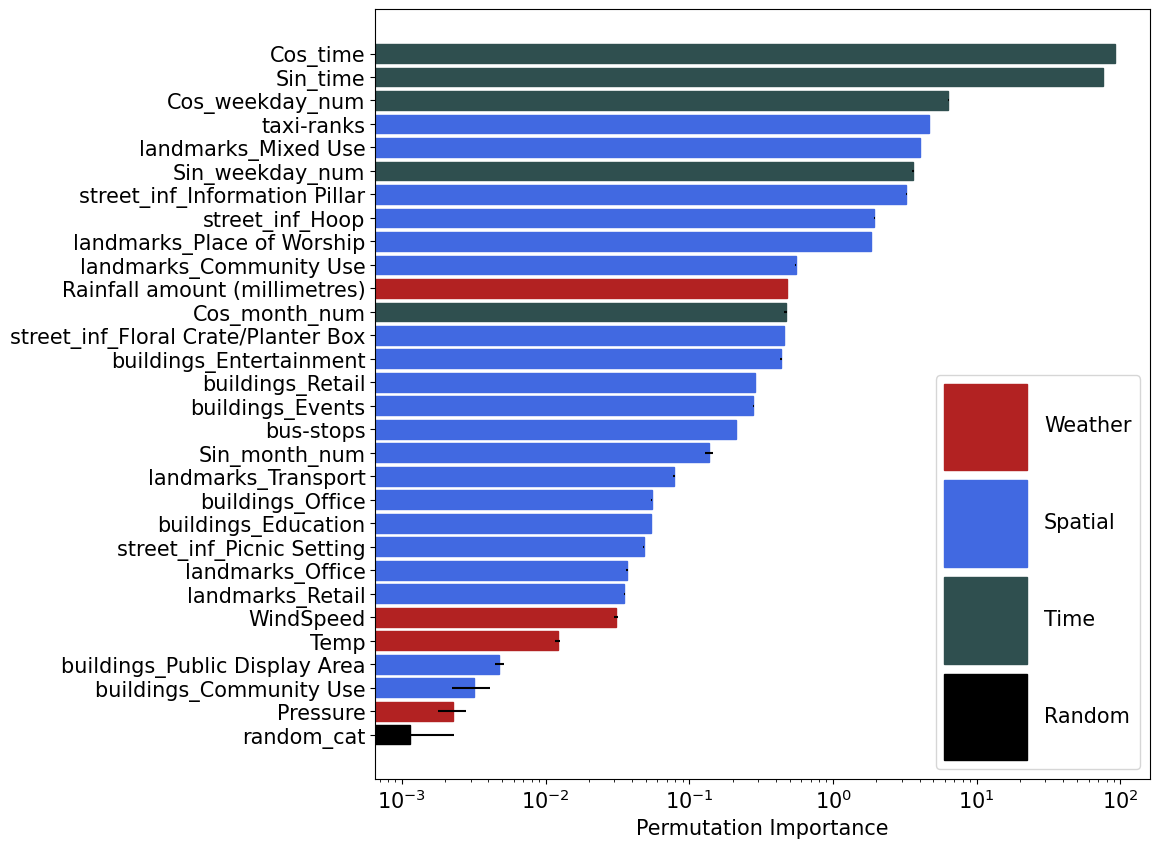 Cos_time
Sin_time
Cos_weekday_num
taxi-ranks
landmarks_Mixed Use
Sin_weekday_num
street_inf_Information Pillar
street_inf_Hoop
landmarks_Place of Worship
landmarks_Community Use
Rainfall amount (millimetres)
Cos_month_num
street_inf_Floral Crate/Planter Box
buildings_Entertainment
buildings_Retail
buildings_Events
bus-stops
Sin_month_num
landmarks_Transport
buildings_Office
buildings_Education
street_inf_Picnic Setting
landmarks_Office
landmarks_Retail
WindSpeed
Temp
buildings_Public Display Area
buildings_Community Use
Pressure
random_cat
Weather
Spatial
Time
Random
10⁻³ 10⁻² 10⁻¹ 10⁰ 10¹ 10²
Permutation Importance